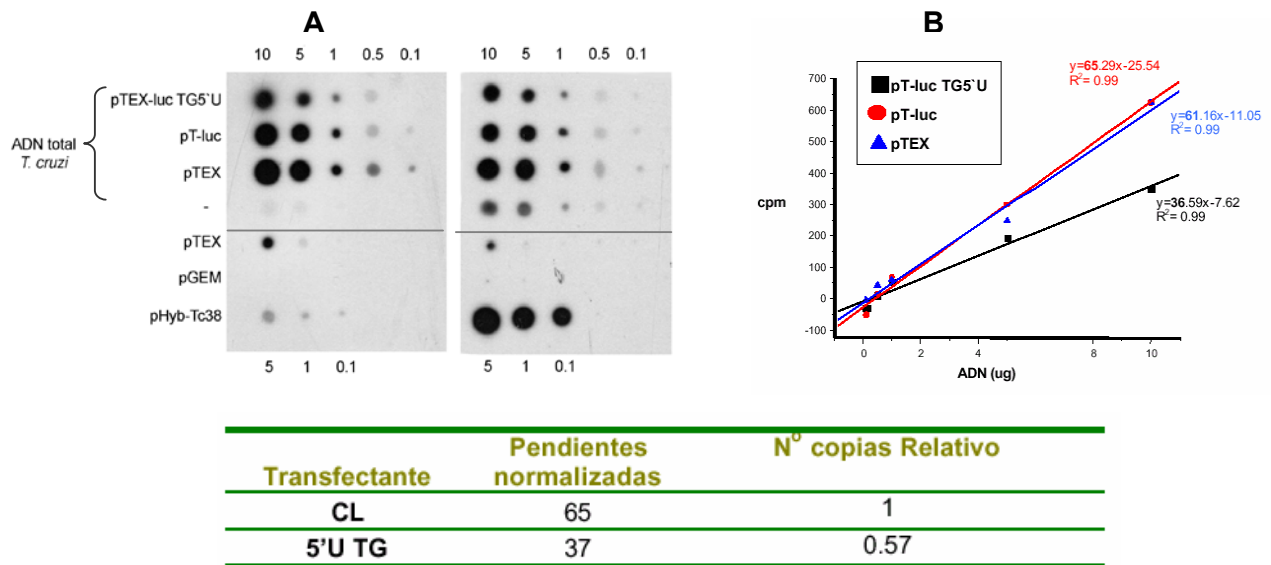 A
B
10 5 1 0.5 0.1
10 5 1 0.5 0.1
ADN total
T. cruzi
pTEX-luc TG5`U
pT-luc
pTEX
-
pTEX
pGEM
pHyb-Tc38
5 1 0.1
5 1 0.1
700
600
500
400
300
200
100
0
-100
cpm
pT-luc TG5`U
pT-luc
pTEX
y=65.29x-25.54
R2= 0.99
y=61.16x-11.05
R2= 0.99
y=36.59x-7.62
R2= 0.99
0 2 4 8 10
ADN (ug)
Transfectante Pendientes normalizadas No copias Relativo
CL 65 1
5’U TG 37 0.57